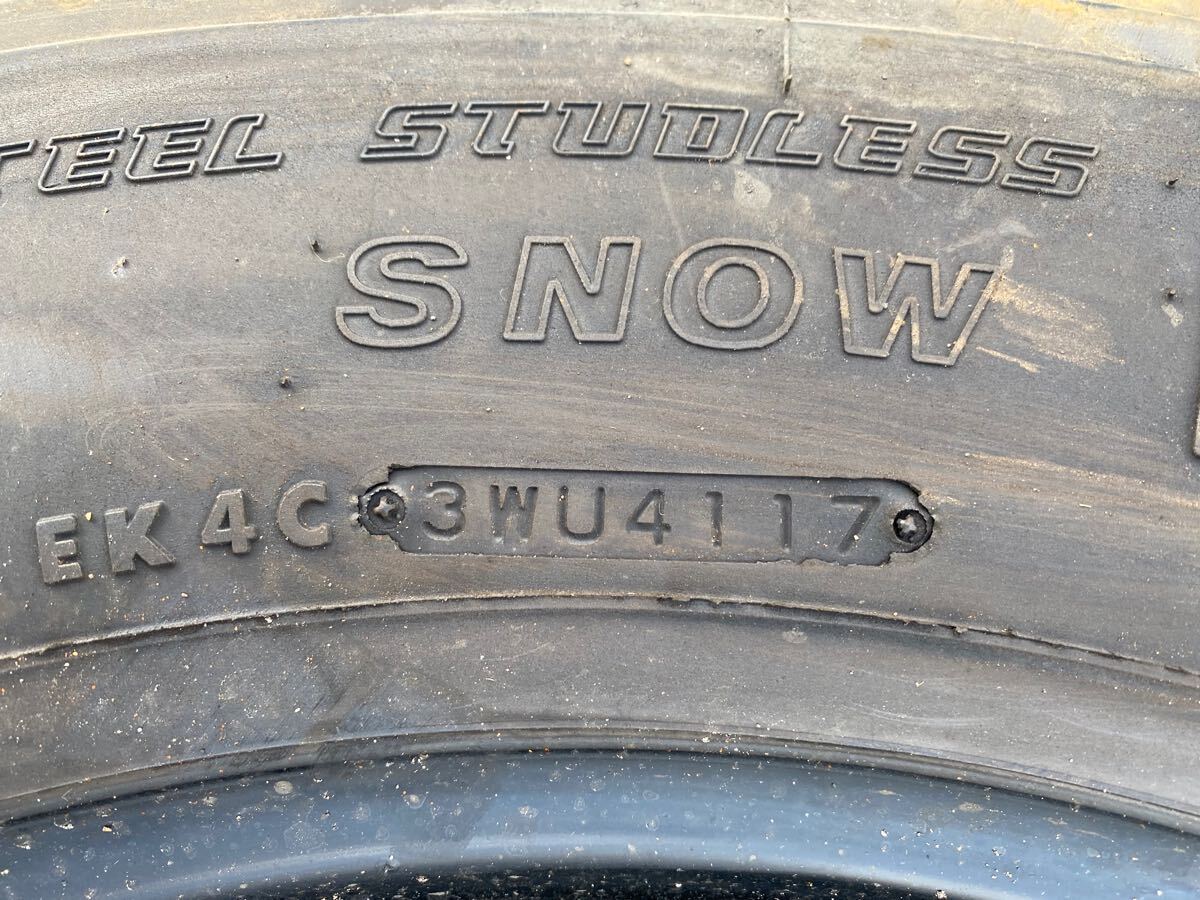 TEEL STUDLESS
SNOW
EK4C 3WU4117